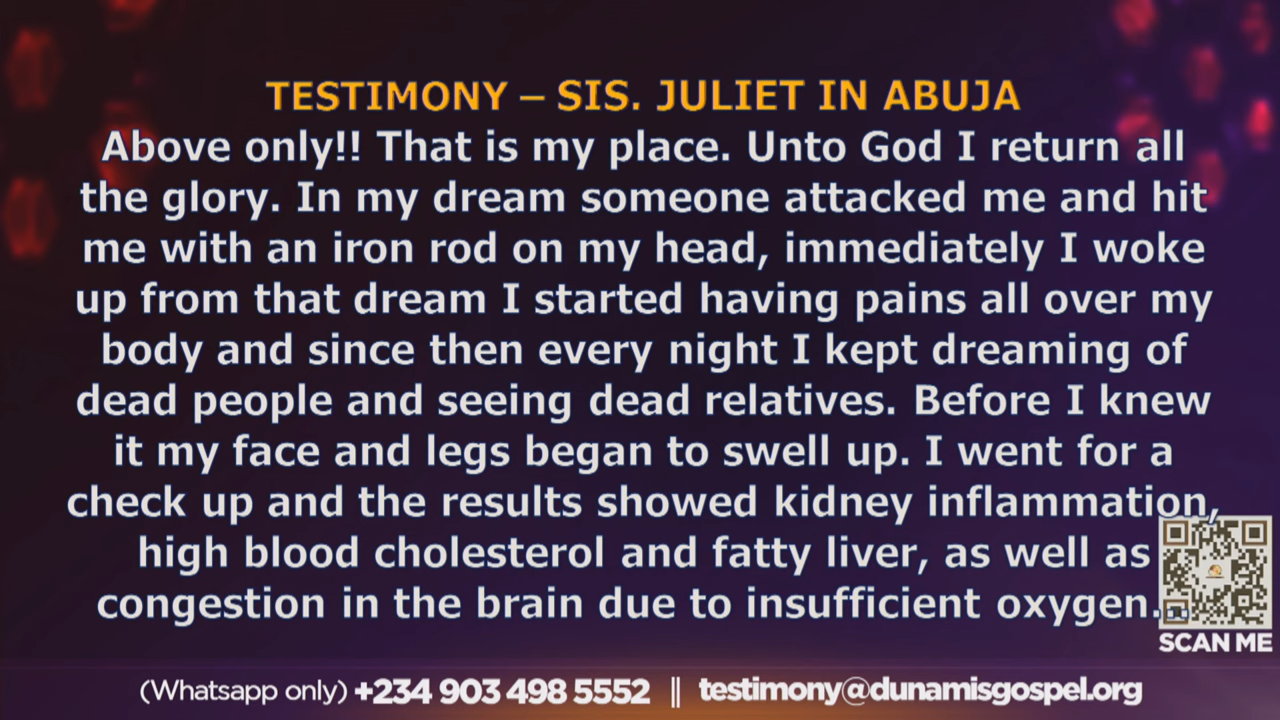 TESTIMONY – SIS. JULIET IN ABUJA
Above only!! That is my place. Unto God I return all
the glory. In my dream someone attacked me and hit
me with an iron rod on my head, immediately I woke
up from that dream I started having pains all over my
body and since then every night I kept dreaming of
dead people and seeing dead relatives. Before I knew
it my face and legs began to swell up. I went for a
check up and the results showed kidney inflammation,
high blood cholesterol and fatty liver, as well as
congestion in the brain due to insufficient oxygen...
SCAN ME
(Whatsapp only) +234 903 498 5552 || testimony@dunamisgospel.org